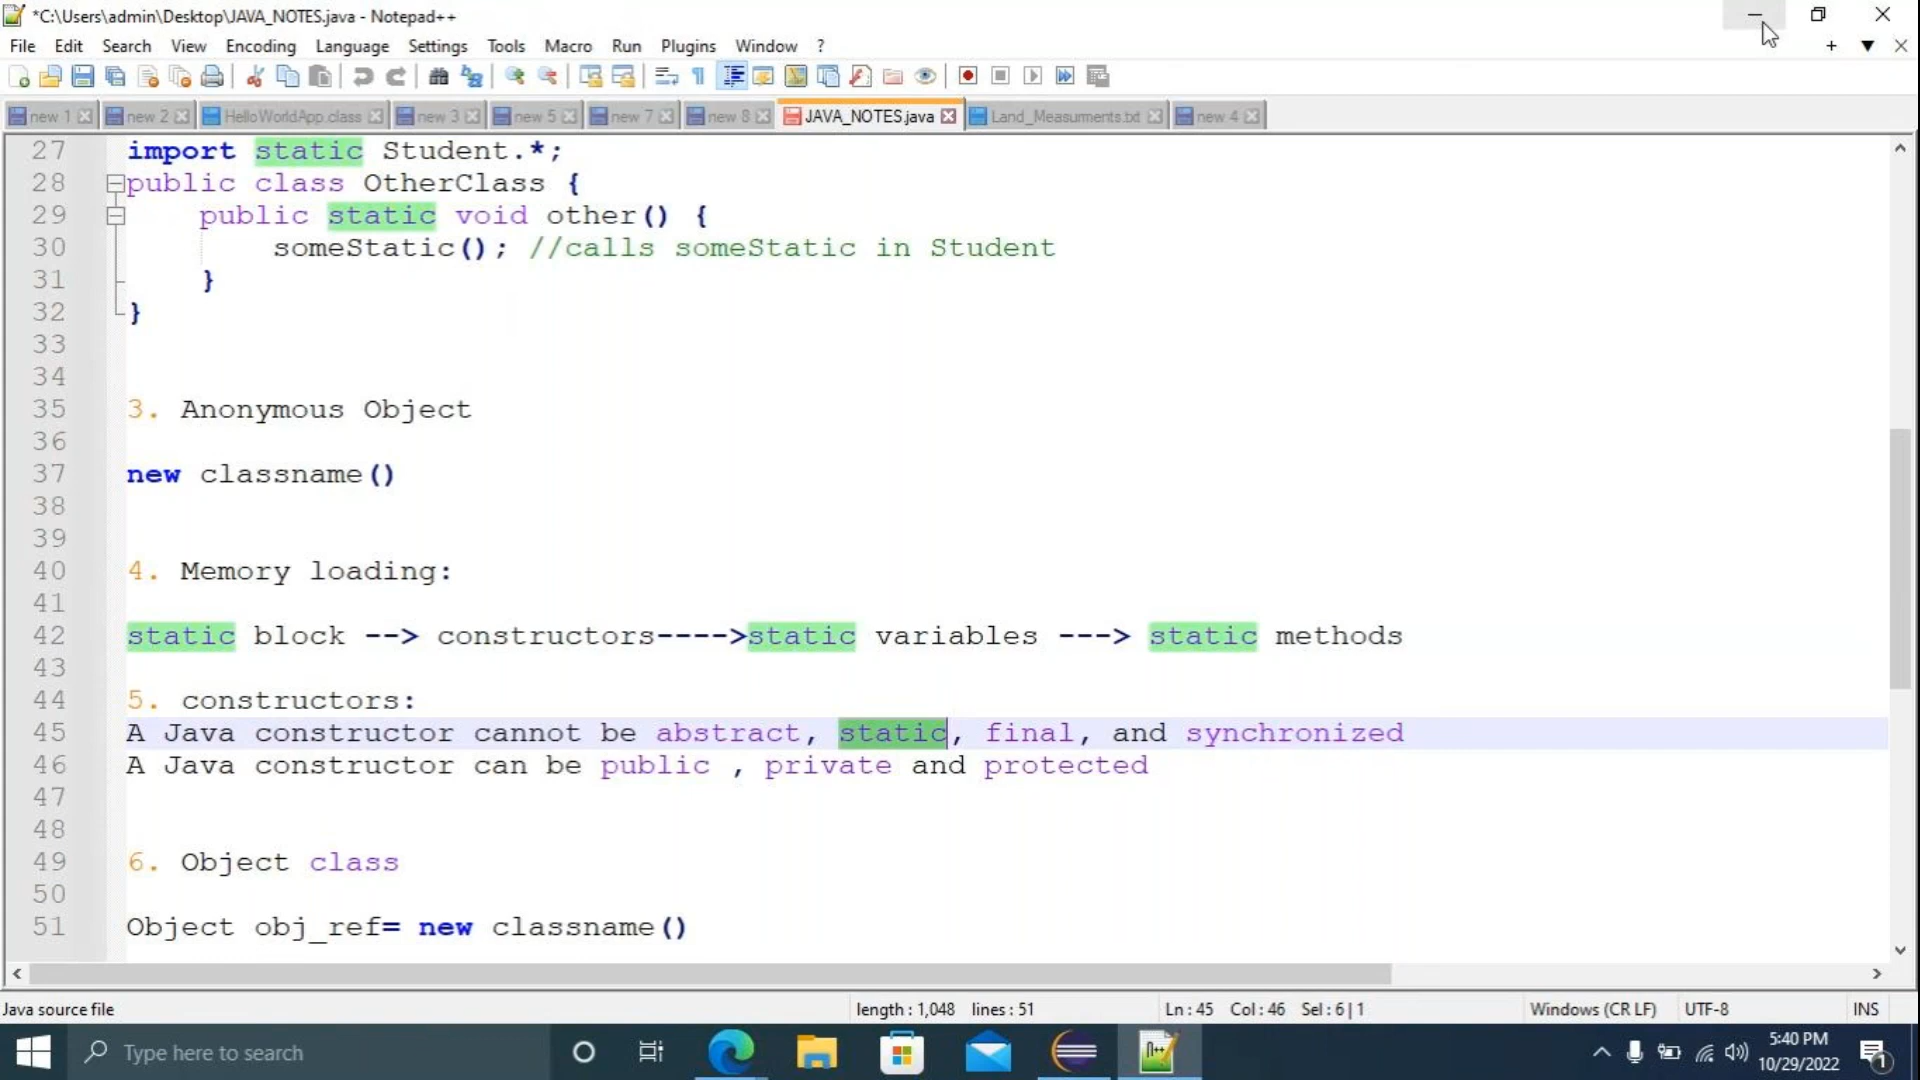 *C:\Users\admin\Desktop\JAVA_NOTES.java - Notepad++
File Edit Search View Encoding Language Settings Tools Macro Run Plugins Window ?
new 1 new 2 HelloWorldApp.class new 3 new 5 new 7 new 8 JAVA_NOTES.java Land_Measurments.txt new 4
27 import static Student.*;
28 public class OtherClass {
29 public static void other() {
30 someStatic(); //calls someStatic in Student
31 }
32 }
33
34
35 3. Anonymous Object
36
37 new classname()
38
39
40 4. Memory loading:
41
42 static block --> constructors---->static variables ---> static methods
43
44 5. constructors:
45 A Java constructor cannot be abstract, static, final, and synchronized
46 A Java constructor can be public , private and protected
47
48
49 6. Object class
50
51 Object obj_ref= new classname()
Java source file length : 1,048 lines : 51 Ln : 45 Col : 46 Sel : 6 | 1 Windows (CR LF) UTF-8 INS
Type here to search
5:40 PM
10/29/2022
1